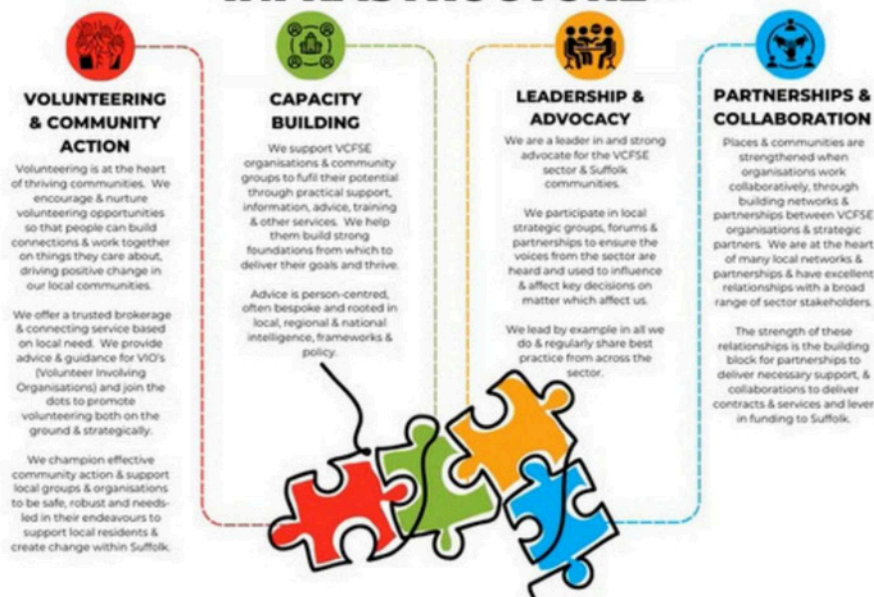 INFRASTRUCTURE
VOLUNTEERING
& COMMUNITY
ACTION
Volunteering is at the heart
of thriving communities. We
encourage & nurture
volunteering opportunities
so that people can build
connections & work together
on things they care about,
driving positive change in
our local communities.
We offer a trusted brokerage
& connecting service based
on local need. We provide
advice & guidance for VIO's
(Volunteer Involving
Organisations) and join the
dots to promote
volunteering both on the
ground & strategically.
We champion effective
community action & support
local groups & organisations
to be safe, robust and needs-
led in their endeavours to
support local residents &
create change within Suffolk.
CAPACITY
BUILDING
We support VCFSE
organisations & community
groups to fufil their potential
through practical support,
information, advice, training
& other services. We help
them build strong
foundations from which to
deliver their goals and thrive.
Advice is person-centred,
often bespoke and rooted in
local, regional & national
intelligence, frameworks &
policy.
LEADERSHIP &
ADVOCACY
We are a leader in and strong
advocate for the VCFSE
sector & Suffolk
communities.
We participate in local
strategic groups, forums &
partnerships to ensure the
voices from the sector are
heard and used to influence
& affect key decisions on
matter which affect us.
We lead by example in all we
do & regularly share best
practice from across the
sector.
PARTNERSHIPS &
COLLABORATION
Places & communities are
strengthened when
organisations work
collaboratively, through
building networks &
partnerships between VCFSE
organisations & strategic
partners. We are at the heart
of many local networks &
partnerships & have excellent
relationships with a broad
range of sector stakeholders.
The strength of these
relationships is the building
block for partnerships to
deliver necessary support, &
collaborations to deliver
contracts & services and lever
in funding to Suffolk.